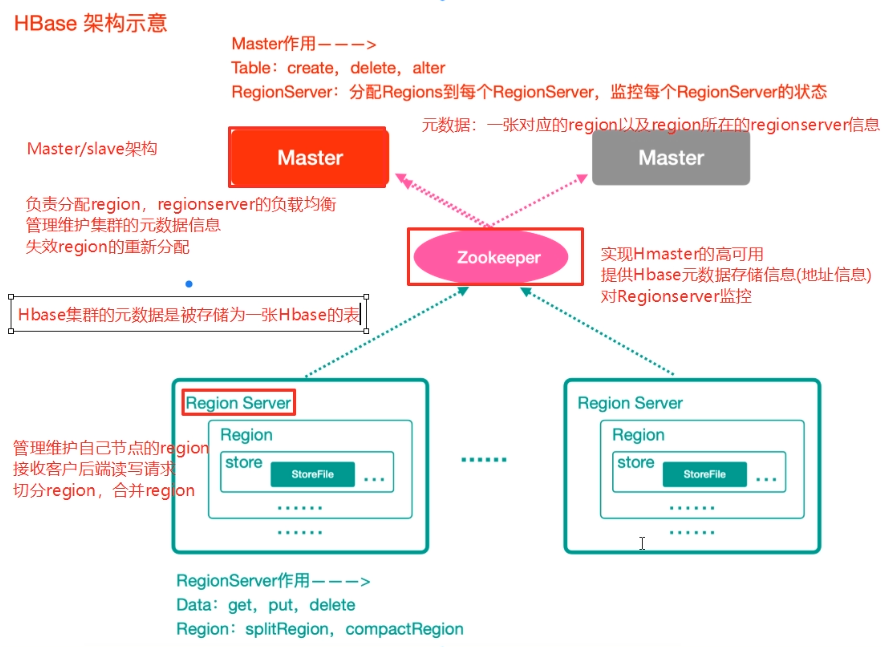 HBase 架构示意
Master作用———>
Table：create，delete，alter
RegionServer：分配Regions到每个RegionServer，监控每个RegionServer的状态
元数据：一张对应的region以及region所在的regionserver信息
Master/slave架构
Master
Master
负责分配region，regionserver的负载均衡
管理维护集群的元数据信息
失效region的重新分配
Zookeeper
实现Hmaster的高可用
提供Hbase元数据存储信息(地址信息)
对Regionserver监控
Hbase集群的元数据是被存储为一张Hbase的表
Region Server
Region
store
StoreFile
...
......
......
......
Region Server
Region
store
StoreFile
...
......
......
管理维护自己节点的region
接收客户后端读写请求
切分region，合并region
RegionServer作用———>
Data：get，put，delete
Region：splitRegion，compactRegion